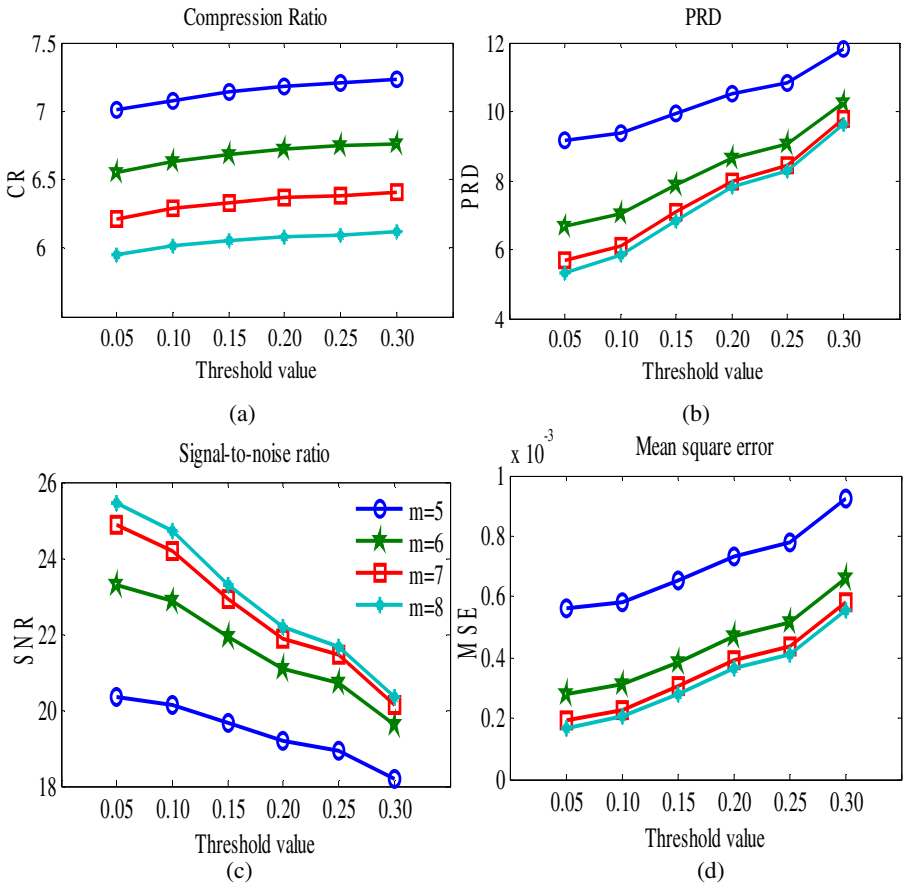 Compression Ratio
7.5
7
6.5
6
CR
0.05 0.10 0.15 0.20 0.25 0.30
Threshold value
(a)
PRD
12
10
8
6
4
PRD
0.05 0.10 0.15 0.20 0.25 0.30
Threshold value
(b)
Signal-to-noise ratio
26
24
22
20
18
SNR
m=5
m=6
m=7
m=8
0.05 0.10 0.15 0.20 0.25 0.30
Threshold value
(c)
x 10-3
Mean square error
1
0.8
0.6
0.4
0.2
0
MSE
0.05 0.10 0.15 0.20 0.25 0.30
Threshold value
(d)